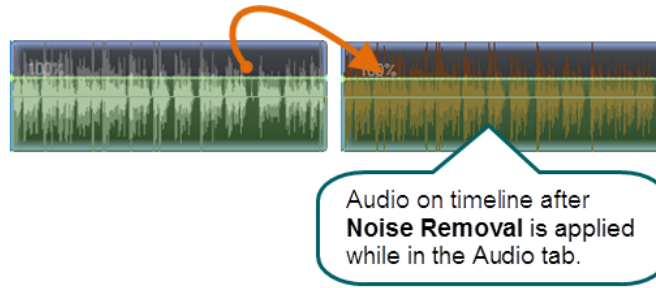 100%
100%
Audio on timeline after
Noise Removal is applied
while in the Audio tab.